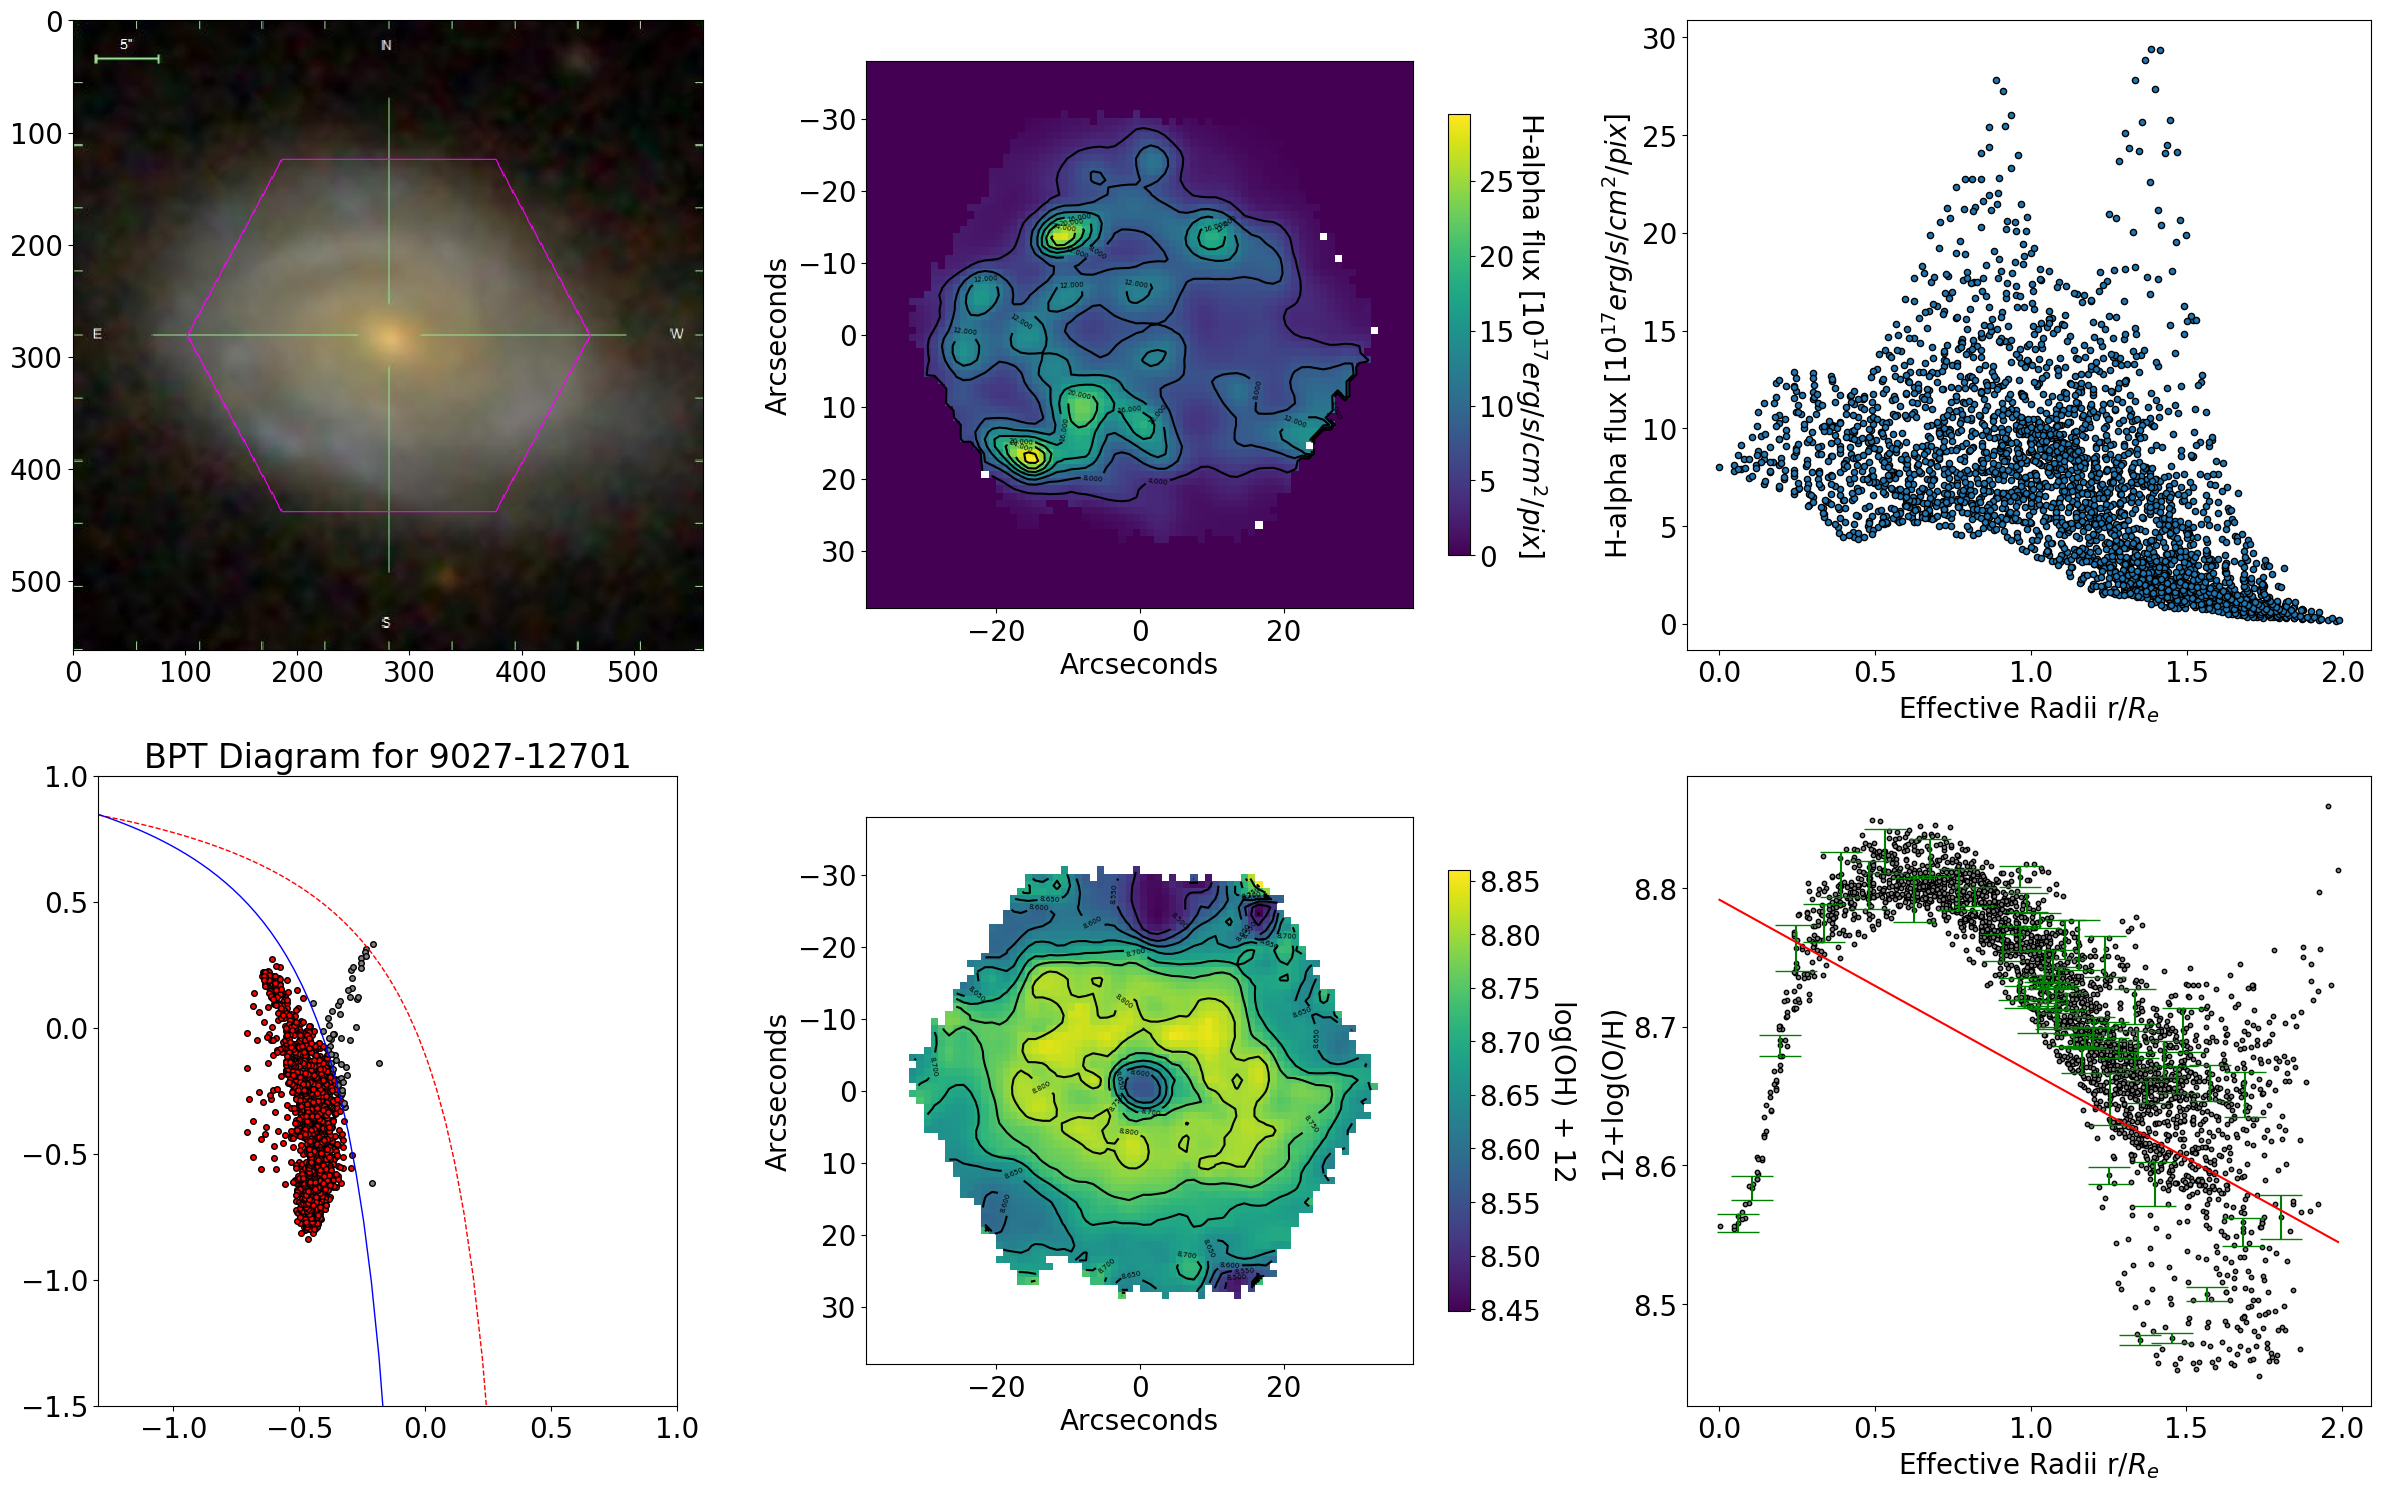 0
100
200
300
400
500
0 100 200 300 400 500
5"
N
E
W
S
Arcseconds
−30
−20
−10
0
10
20
30
−20 0 20
Arcseconds
25
20
15
10
5
0
H-alpha flux [10^17 erg/s/cm^2/pix]
H-alpha flux [10^17 erg/s/cm^2/pix]
30
25
20
15
10
5
0
0.0 0.5 1.0 1.5 2.0
Effective Radii r/R_e
BPT Diagram for 9027-12701
1.0
0.5
0.0
−0.5
−1.0
−1.5
−1.0 −0.5 0.0 0.5 1.0
Arcseconds
−30
−20
−10
0
10
20
30
−20 0 20
Arcseconds
8.85
8.80
8.75
8.70
8.65
8.60
8.55
8.50
8.45
log(OH) + 12
12+log(O/H)
8.8
8.7
8.6
8.5
0.0 0.5 1.0 1.5 2.0
Effective Radii r/R_e